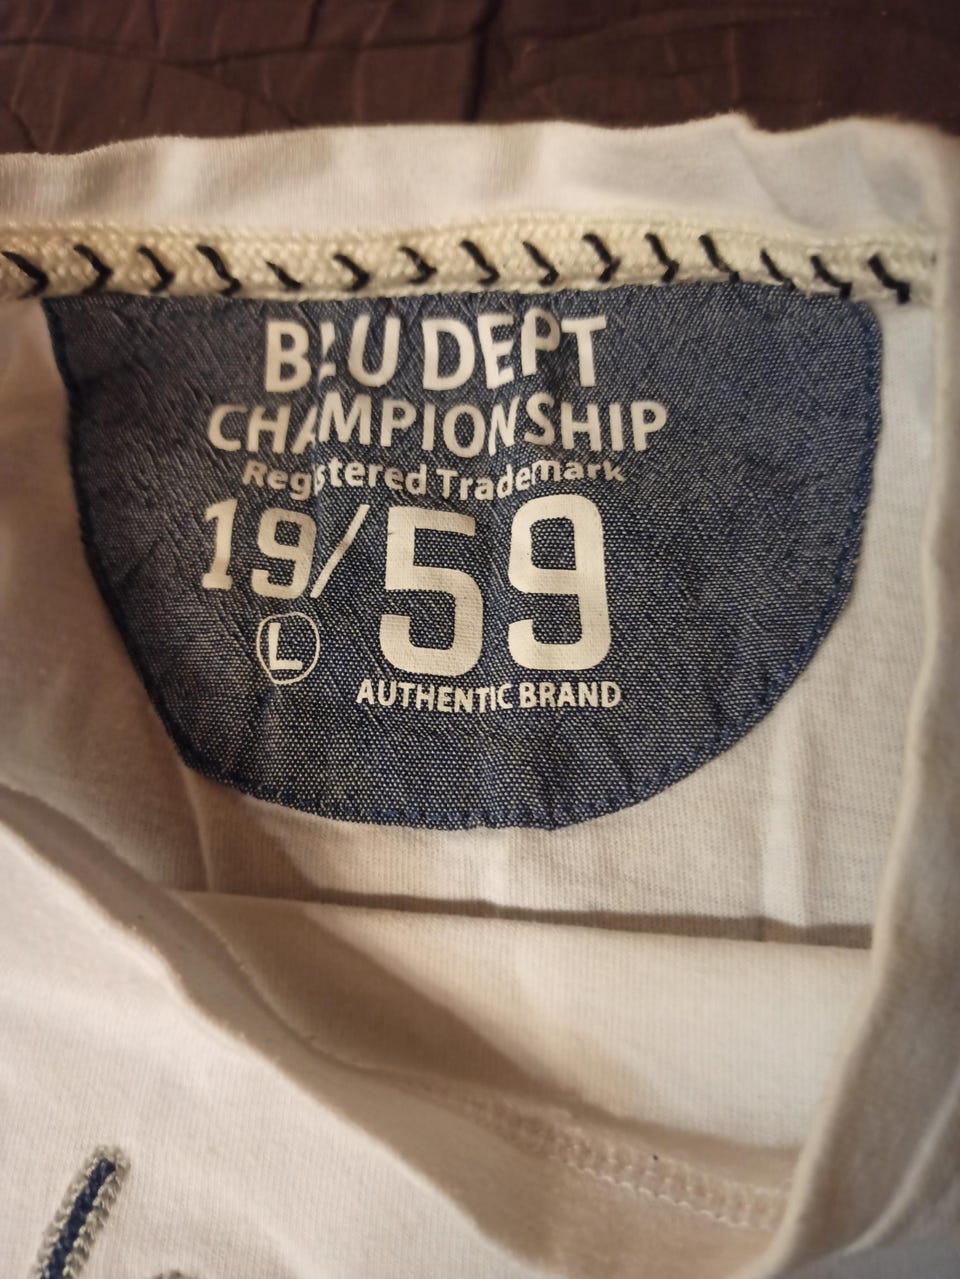 BLU DEPT
CHAMPIONSHIP
Registered Trademark
19/59
L
AUTHENTIC BRAND